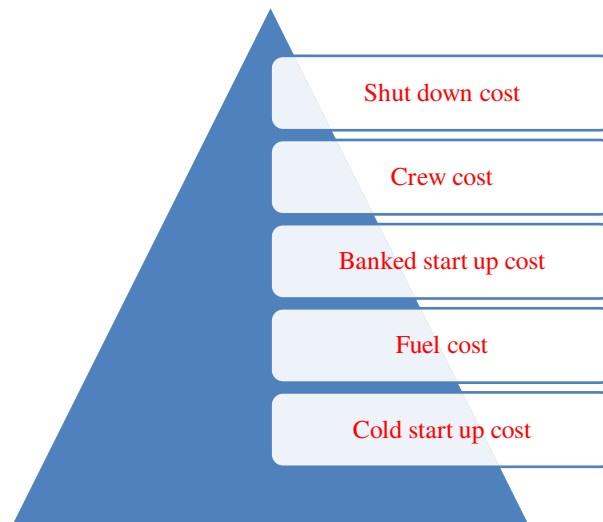 Shut down cost
Crew cost
Banked start up cost
Fuel cost
Cold start up cost